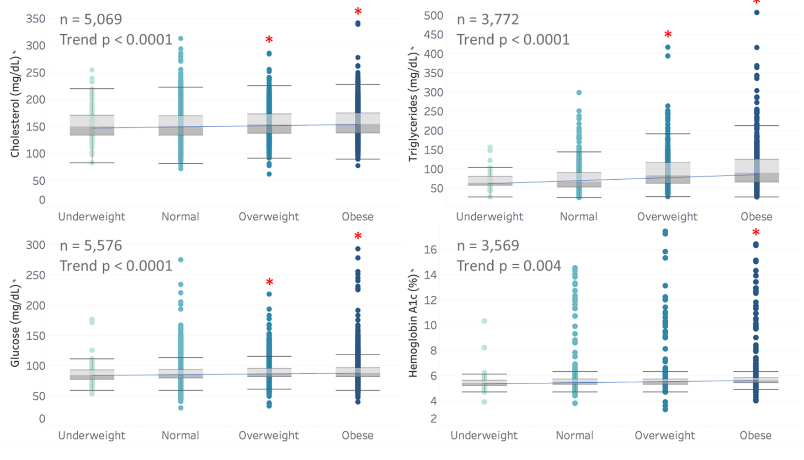 Cholesterol (mg/dL)*
350
300
250
200
150
100
50
0
n = 5,069
Trend p < 0.0001
*
*
Underweight Normal Overweight Obese
Triglycerides (mg/dL)*
500
450
400
350
300
250
200
150
100
50
n = 3,772
Trend p < 0.0001
*
*
Underweight Normal Overweight Obese
Glucose (mg/dL)*
300
250
200
150
100
50
0
n = 5,576
Trend p < 0.0001
*
*
Underweight Normal Overweight Obese
Hemoglobin A1c (%)*
16
14
12
10
8
6
4
2
n = 3,569
Trend p = 0.004
*
Underweight Normal Overweight Obese